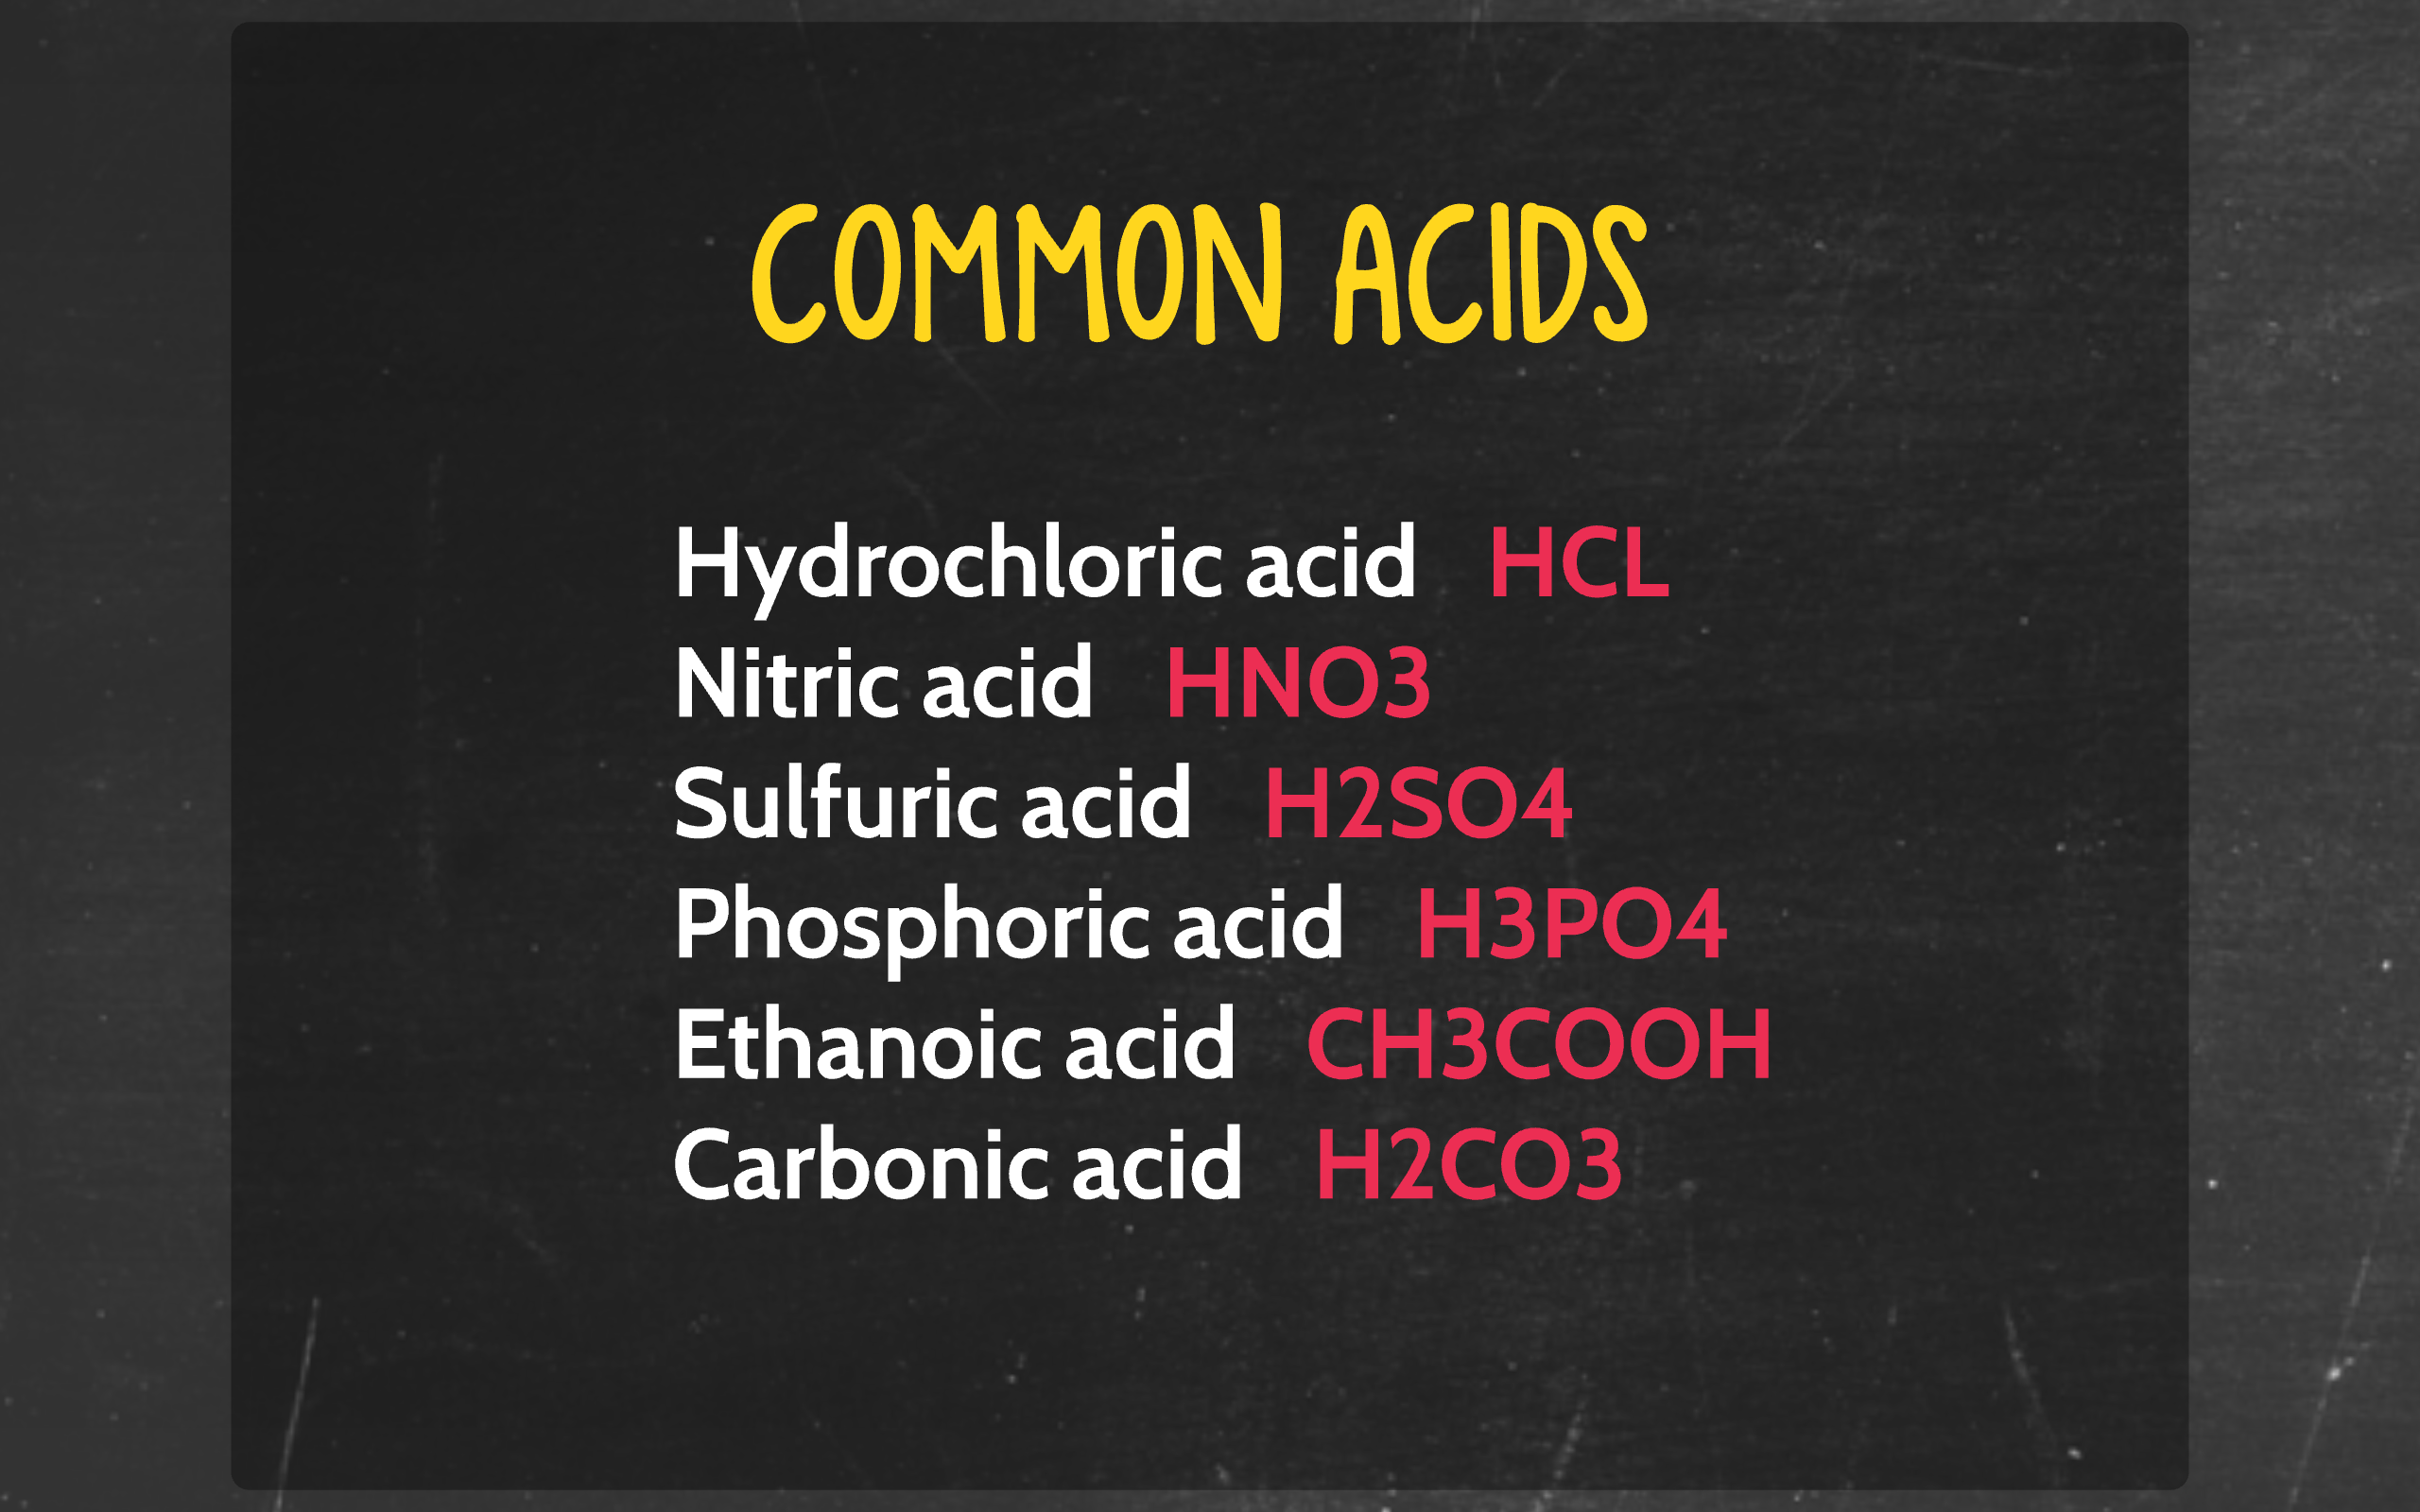 COMMON ACIDS
Hydrochloric acid HCL
Nitric acid HNO3
Sulfuric acid H2SO4
Phosphoric acid H3PO4
Ethanoic acid CH3COOH
Carbonic acid H2CO3